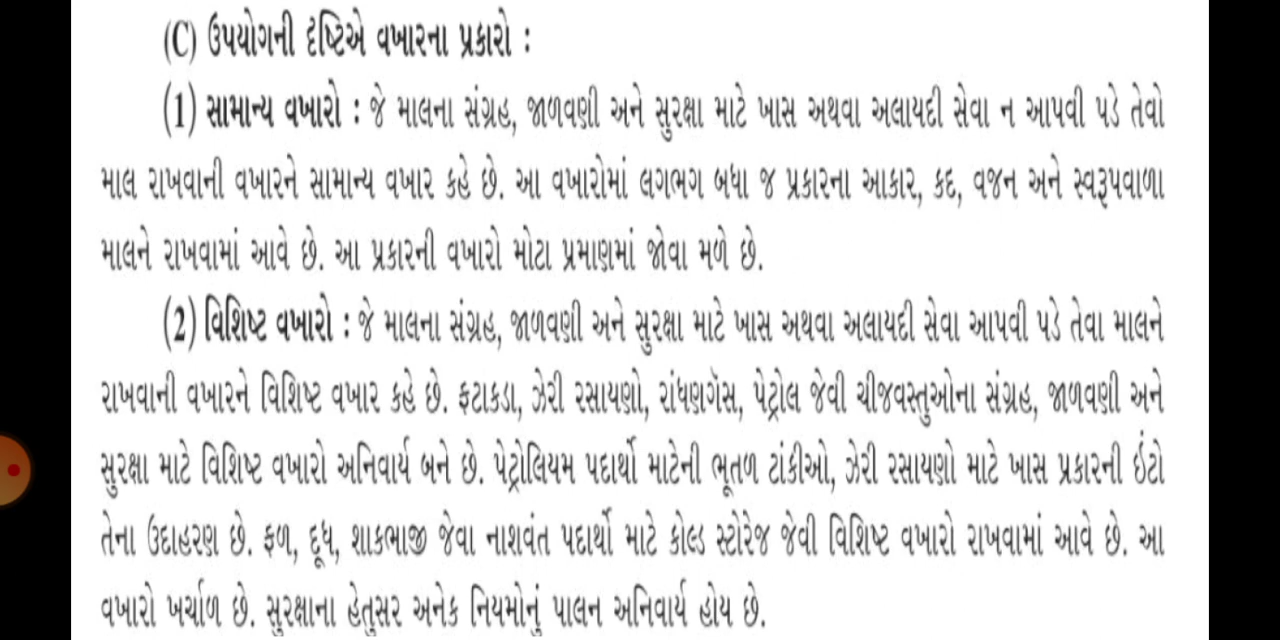 (C) ઉપયોગની દૃષ્ટિએ વખારના પ્રકારો :
(1) સામાન્ય વખારો : જે માલના સંગ્રહ, જાળવણી અને સુરક્ષા માટે ખાસ અથવા અલાયદી સેવા ન આપવી પડે તેવો
માલ રાખવાની વખારને સામાન્ય વખાર કહે છે. આ વખારોમાં લગભગ બધા જ પ્રકારના આકાર, કદ, વજન અને સ્વરૂપવાળા
માલને રાખવામાં આવે છે. આ પ્રકારની વખારો મોટા પ્રમાણમાં જોવા મળે છે.
(2) વિશિષ્ટ વખારો : જે માલના સંગ્રહ, જાળવણી અને સુરક્ષા માટે ખાસ અથવા અલાયદી સેવા આપવી પડે તેવા માલને
રાખવાની વખારને વિશિષ્ટ વખાર કહે છે. ફટાકડા, ઝેરી રસાયણો, રાંધણગૅસ, પેટ્રોલ જેવી ચીજવસ્તુઓના સંગ્રહ, જાળવણી અને
સુરક્ષા માટે વિશિષ્ટ વખારો અનિવાર્ય બને છે. પેટ્રોલિયમ પદાર્થો માટેની ભૂતળ ટાંકીઓ, ઝેરી રસાયણો માટે ખાસ પ્રકારની ઈંટો
તેના ઉદાહરણ છે. ફળ, દૂધ, શાકભાજી જેવા નાશવંત પદાર્થો માટે કોલ્ડ સ્ટોરેજ જેવી વિશિષ્ટ વખારો રાખવામાં આવે છે. આ
વખારો ખર્ચાળ છે. સુરક્ષાના હેતુસર અનેક નિયમોનું પાલન અનિવાર્ય હોય છે.